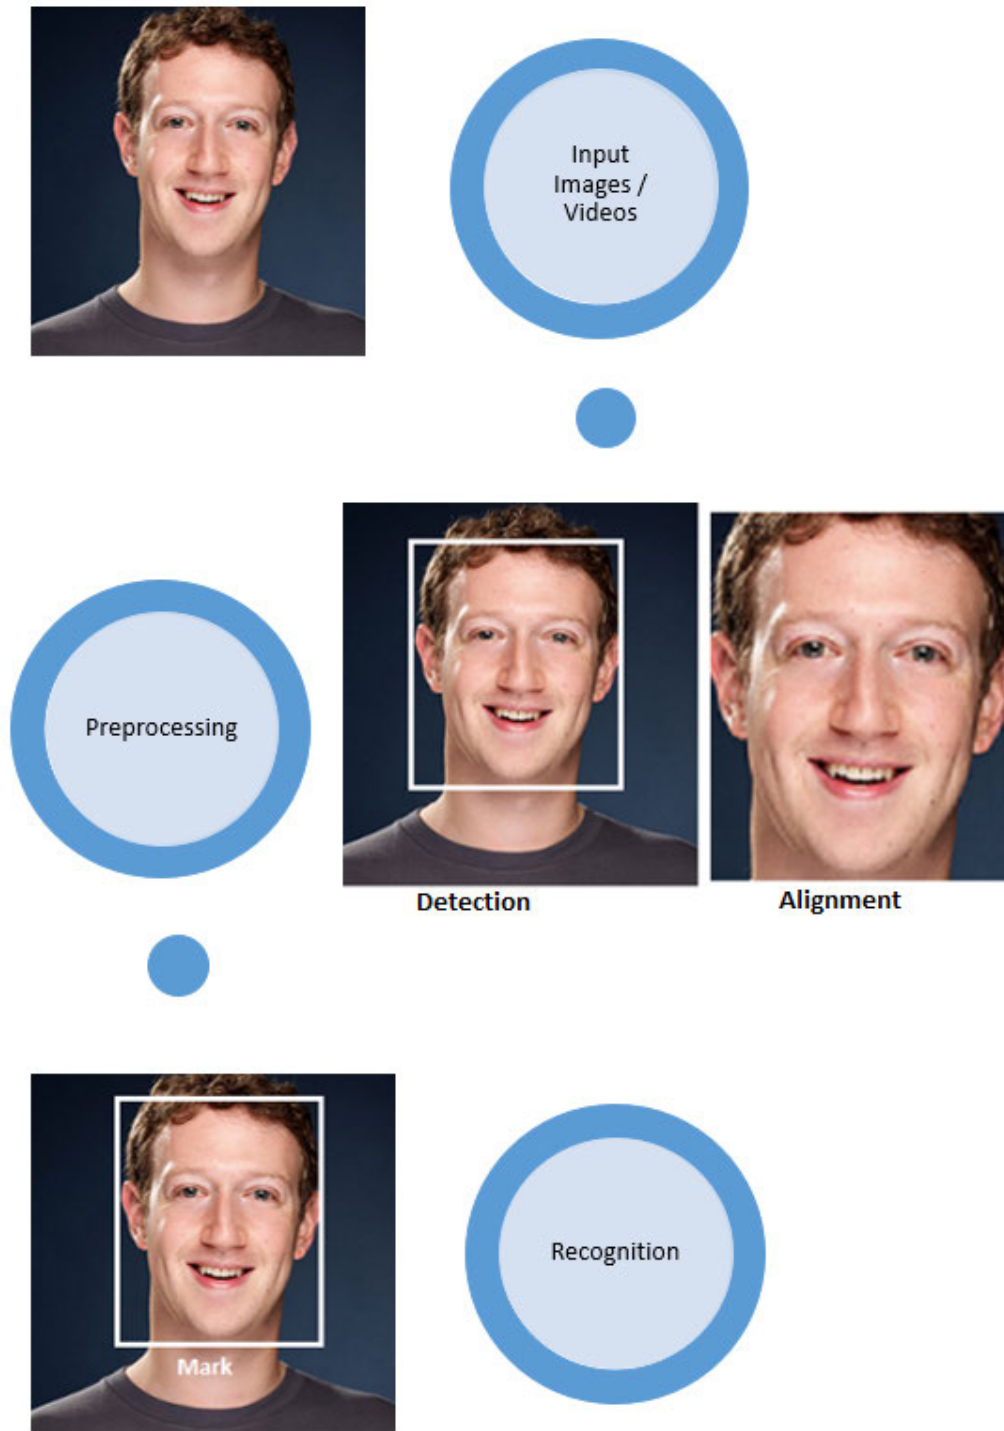 Input
Images /
Videos
Preprocessing
Detection
Alignment
Mark
Recognition